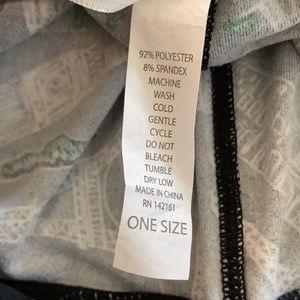 92% POLYESTER
8% SPANDEX
MACHINE
WASH
COLD
GENTLE
CYCLE
DO NOT
BLEACH
TUMBLE
DRY LOW
MADE IN CHINA
RN 142161
ONE SIZE